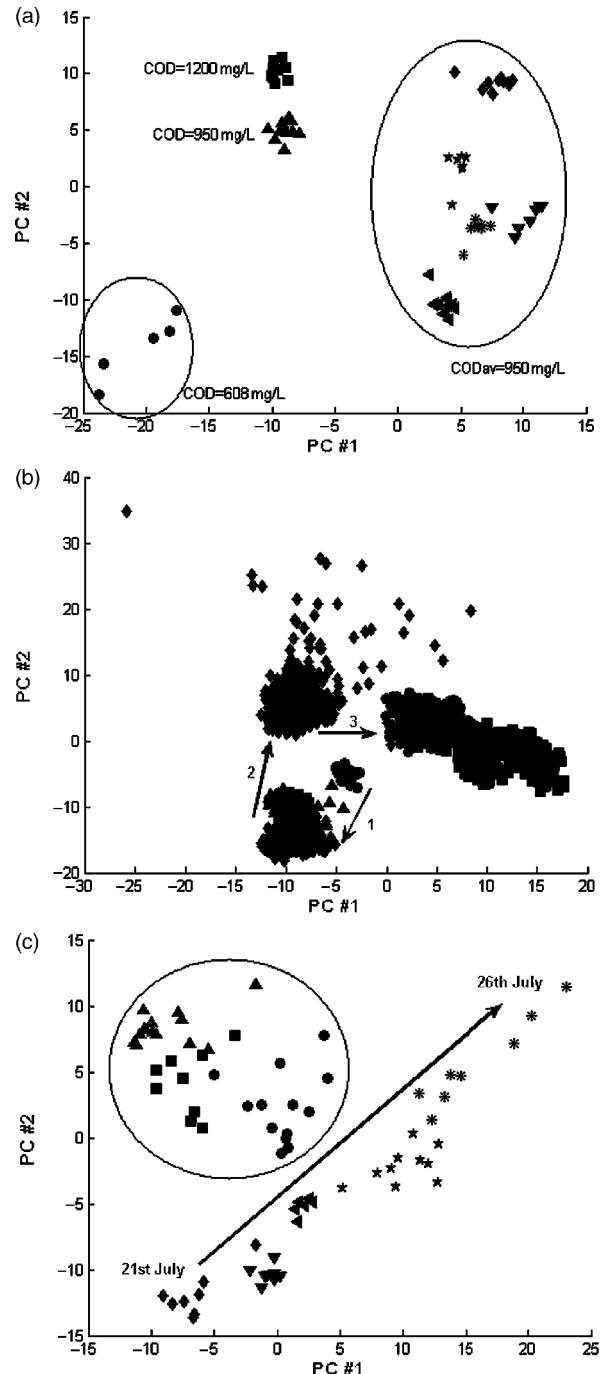 (a)
15
10
5
0
−5
−10
−15
−20
PC #2
COD=1200 mg/L
COD=950 mg/L
COD=608 mg/L
CODav=950 mg/L
−25 −20 −15 −10 −5 0 5 10 15
PC #1
(b)
40
30
20
10
0
−10
−20
PC #2
3
2
1
−30 −25 −20 −15 −10 −5 0 5 10 15 20
PC #1
(c)
15
10
5
0
−5
−10
−15
PC #2
26th July
21st July
−15 −10 −5 0 5 10 15 20 25
PC #1